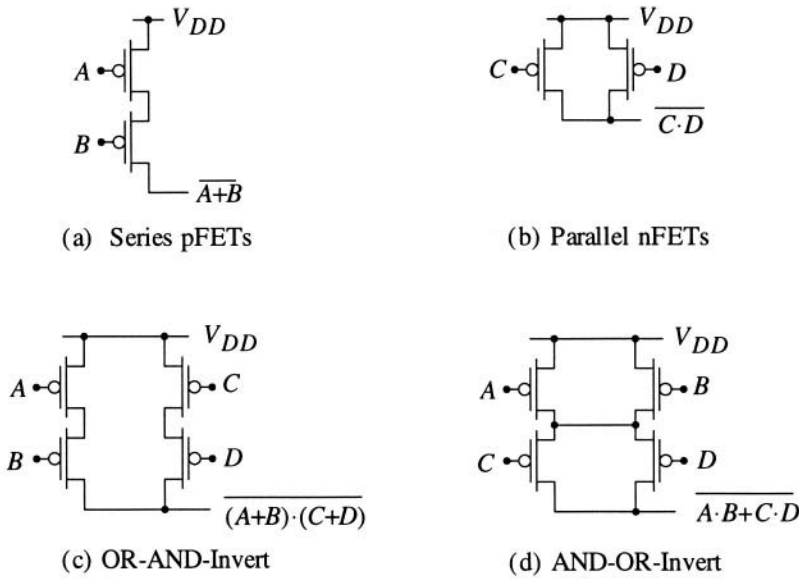 V_DD
A
B
\overline{A+B}
(a) Series pFETs
V_DD
C
D
\overline{C·D}
(b) Parallel nFETs
V_DD
A
C
B
D
\overline{(A+B)·(C+D)}
(c) OR-AND-Invert
V_DD
A
B
C
D
\overline{A·B+C·D}
(d) AND-OR-Invert